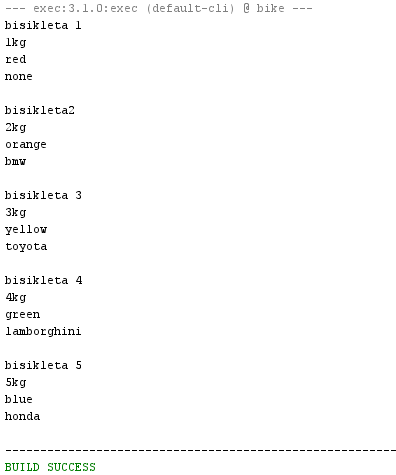 --- exec:3.1.0:exec (default-cli) @ bike ---
bisikleta 1
1kg
red
none

bisikleta2
2kg
orange
bmw

bisikleta 3
3kg
yellow
toyota

bisikleta 4
4kg
green
lamborghini

bisikleta 5
5kg
blue
honda

--------------------------------------------------------
BUILD SUCCESS